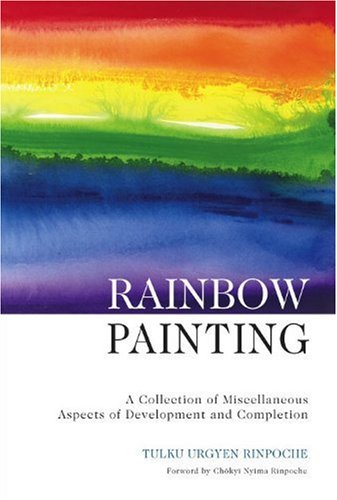 RAINBOW
PAINTING
A Collection of Miscellaneous
Aspects of Development and Completion
TULKU URGYEN RINPOCHE
Forword by Chökyi Nyima Rinpoche